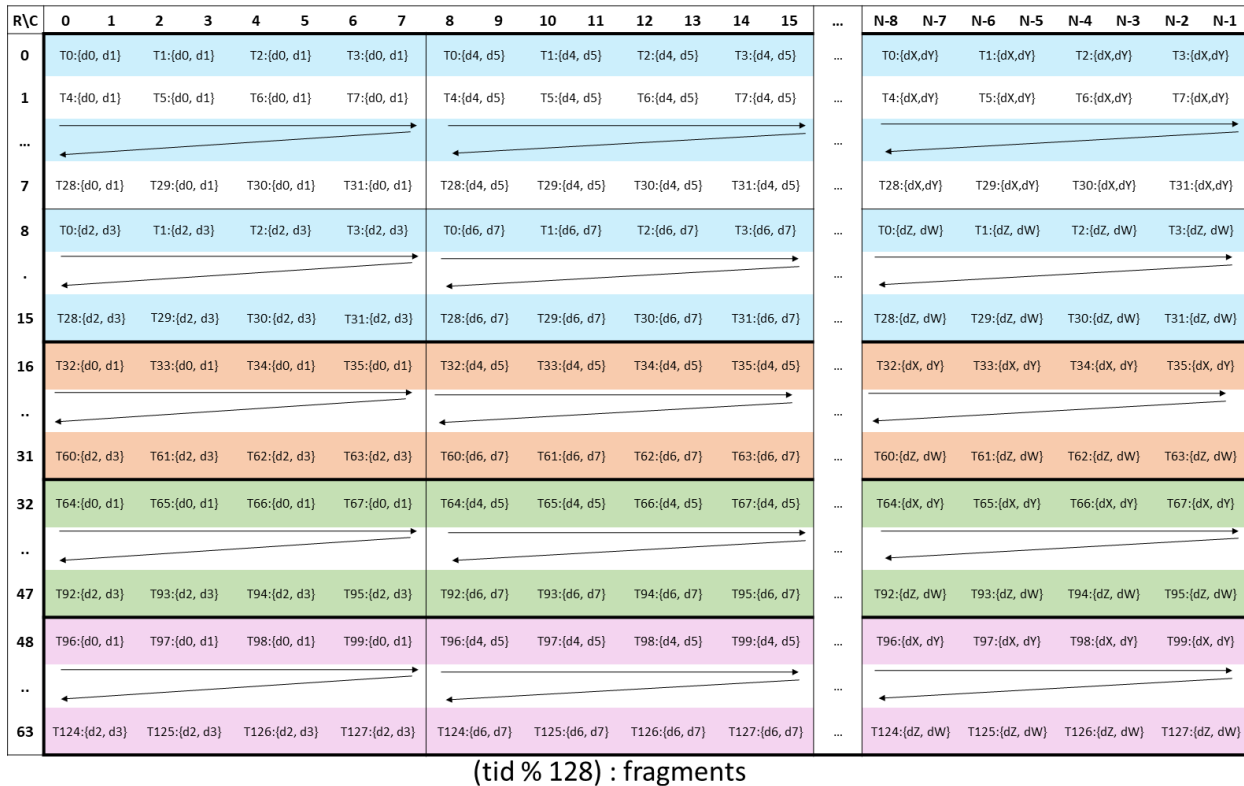 R\C 0 1 2 3 4 5 6 7 8 9 10 11 12 13 14 15 ... N-8 N-7 N-6 N-5 N-4 N-3 N-2 N-1
0 T0:{d0, d1} T1:{d0, d1} T2:{d0, d1} T3:{d0, d1} T0:{d4, d5} T1:{d4, d5} T2:{d4, d5} T3:{d4, d5} ... T0:{dX,dY} T1:{dX,dY} T2:{dX,dY} T3:{dX,dY}
1 T4:{d0, d1} T5:{d0, d1} T6:{d0, d1} T7:{d0, d1} T4:{d4, d5} T5:{d4, d5} T6:{d4, d5} T7:{d4, d5} ... T4:{dX,dY} T5:{dX,dY} T6:{dX,dY} T7:{dX,dY}
... ...
7 T28:{d0, d1} T29:{d0, d1} T30:{d0, d1} T31:{d0, d1} T28:{d4, d5} T29:{d4, d5} T30:{d4, d5} T31:{d4, d5} ... T28:{dX,dY} T29:{dX,dY} T30:{dX,dY} T31:{dX,dY}
8 T0:{d2, d3} T1:{d2, d3} T2:{d2, d3} T3:{d2, d3} T0:{d6, d7} T1:{d6, d7} T2:{d6, d7} T3:{d6, d7} ... T0:{dZ, dW} T1:{dZ, dW} T2:{dZ, dW} T3:{dZ, dW}
. ...
15 T28:{d2, d3} T29:{d2, d3} T30:{d2, d3} T31:{d2, d3} T28:{d6, d7} T29:{d6, d7} T30:{d6, d7} T31:{d6, d7} ... T28:{dZ, dW} T29:{dZ, dW} T30:{dZ, dW} T31:{dZ, dW}
16 T32:{d0, d1} T33:{d0, d1} T34:{d0, d1} T35:{d0, d1} T32:{d4, d5} T33:{d4, d5} T34:{d4, d5} T35:{d4, d5} ... T32:{dX, dY} T33:{dX, dY} T34:{dX, dY} T35:{dX, dY}
.. ...
31 T60:{d2, d3} T61:{d2, d3} T62:{d2, d3} T63:{d2, d3} T60:{d6, d7} T61:{d6, d7} T62:{d6, d7} T63:{d6, d7} ... T60:{dZ, dW} T61:{dZ, dW} T62:{dZ, dW} T63:{dZ, dW}
32 T64:{d0, d1} T65:{d0, d1} T66:{d0, d1} T67:{d0, d1} T64:{d4, d5} T65:{d4, d5} T66:{d4, d5} T67:{d4, d5} ... T64:{dX, dY} T65:{dX, dY} T66:{dX, dY} T67:{dX, dY}
.. ...
47 T92:{d2, d3} T93:{d2, d3} T94:{d2, d3} T95:{d2, d3} T92:{d6, d7} T93:{d6, d7} T94:{d6, d7} T95:{d6, d7} ... T92:{dZ, dW} T93:{dZ, dW} T94:{dZ, dW} T95:{dZ, dW}
48 T96:{d0, d1} T97:{d0, d1} T98:{d0, d1} T99:{d0, d1} T96:{d4, d5} T97:{d4, d5} T98:{d4, d5} T99:{d4, d5} ... T96:{dX, dY} T97:{dX, dY} T98:{dX, dY} T99:{dX, dY}
.. ...
63 T124:{d2, d3} T125:{d2, d3} T126:{d2, d3} T127:{d2, d3} T124:{d6, d7} T125:{d6, d7} T126:{d6, d7} T127:{d6, d7} ... T124:{dZ, dW} T125:{dZ, dW} T126:{dZ, dW} T127:{dZ, dW}
(tid % 128) : fragments